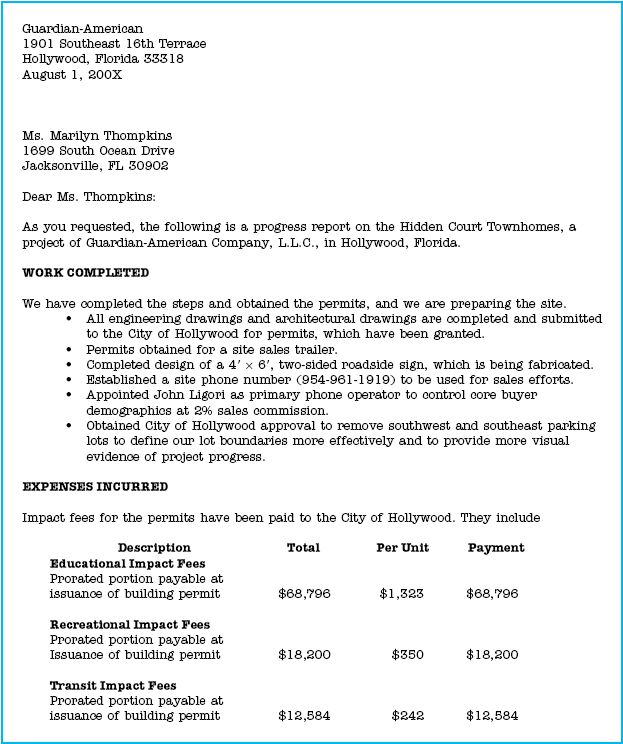 Guardian-American
1901 Southeast 16th Terrace
Hollywood, Florida 33318
August 1, 200X
Ms. Marilyn Thompkins
1699 South Ocean Drive
Jacksonville, FL 30902
Dear Ms. Thompkins:
As you requested, the following is a progress report on the Hidden Court Townhomes, a
project of Guardian-American Company, L.L.C., in Hollywood, Florida.
WORK COMPLETED
We have completed the steps and obtained the permits, and we are preparing the site.
• All engineering drawings and architectural drawings are completed and submitted
to the City of Hollywood for permits, which have been granted.
• Permits obtained for a site sales trailer.
• Completed design of a 4′ × 6′, two-sided roadside sign, which is being fabricated.
• Established a site phone number (954-961-1919) to be used for sales efforts.
• Appointed John Ligori as primary phone operator to control core buyer
demographics at 2% sales commission.
• Obtained City of Hollywood approval to remove southwest and southeast parking
lots to define our lot boundaries more effectively and to provide more visual
evidence of project progress.
EXPENSES INCURRED
Impact fees for the permits have been paid to the City of Hollywood. They include
Description Total Per Unit Payment
Educational Impact Fees
Prorated portion payable at
issuance of building permit $68,796 $1,323 $68,796
Recreational Impact Fees
Prorated portion payable at
Issuance of building permit $18,200 $350 $18,200
Transit Impact Fees
Prorated portion payable at
issuance of building permit $12,584 $242 $12,584